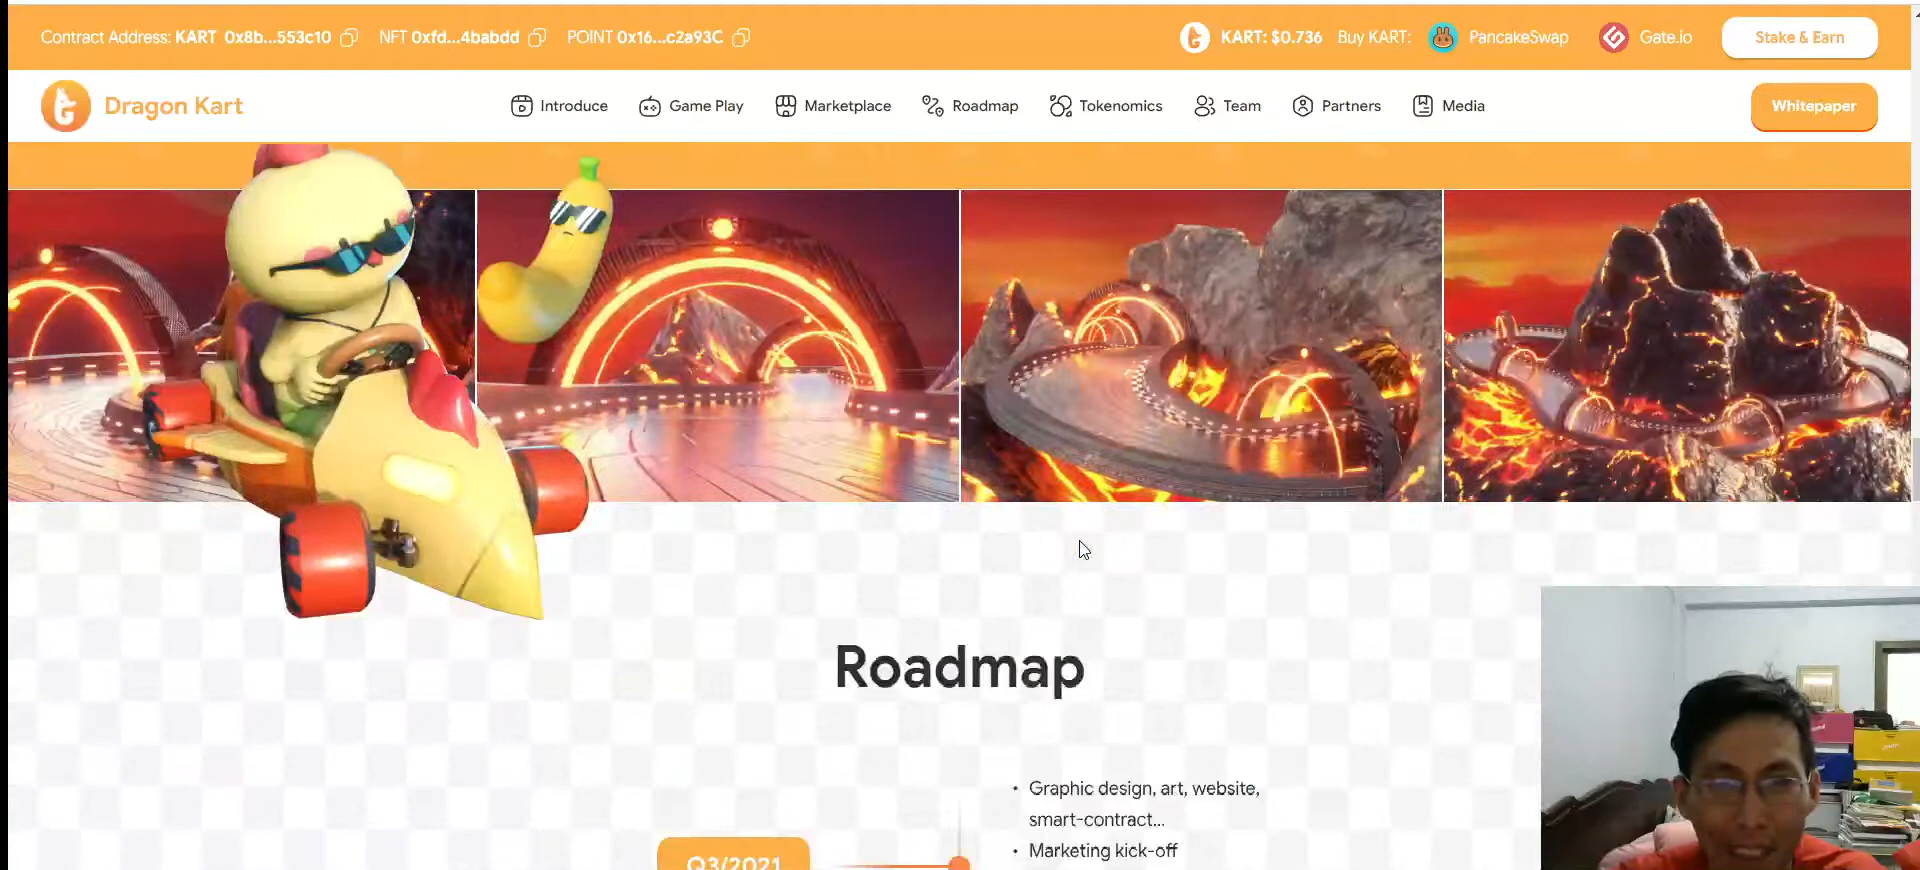 Contract Address: KART 0x8b...553c10 NFT 0xfd...4babdd POINT 0x16...c2a93C KART: $0.736 Buy KART: PancakeSwap Gate.io Stake & Earn
Dragon Kart Introduce Game Play Marketplace Roadmap Tokenomics Team Partners Media Whitepaper
Roadmap
• Graphic design, art, website,
smart-contract...
Q3/2021
• Marketing kick-off